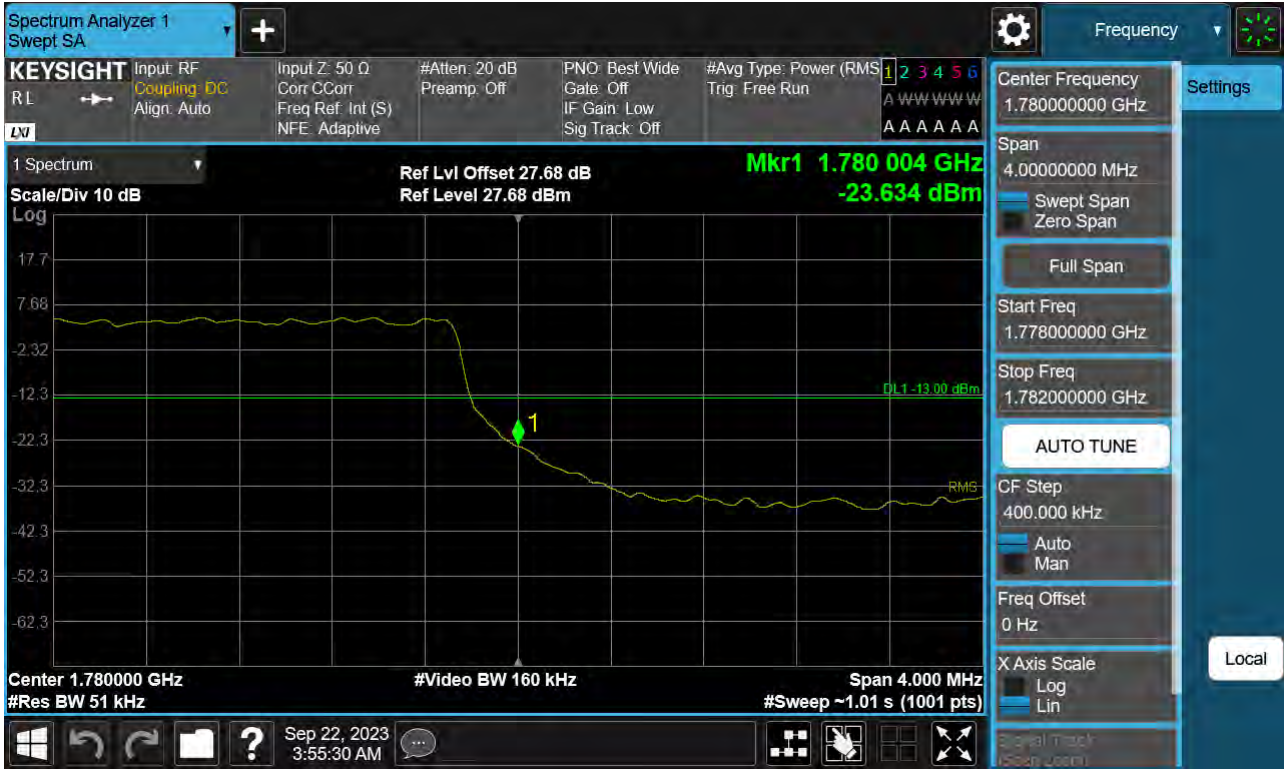 Spectrum Analyzer 1
Swept SA
Frequency
KEYSIGHT
RL
LXI
Input: RF
Coupling: DC
Align: Auto
Input Z: 50 Ω
Corr CCorr
Freq Ref: Int (S)
NFE: Adaptive
#Atten: 20 dB
Preamp: Off
PNO: Best Wide
Gate: Off
IF Gain: Low
Sig Track: Off
#Avg Type: Power (RMS
Trig: Free Run
1 2 3 4 5 6
A W W W W W
A A A A A A
1 Spectrum
Scale/Div 10 dB
Log
Ref Lvl Offset 27.68 dB
Ref Level 27.68 dBm
Mkr1 1.780 004 GHz
-23.634 dBm
17.7
7.68
-2.32
-12.3
-22.3
-32.3
-42.3
-52.3
-62.3
DL1 -13.00 dBm
1
RMS
Center 1.780000 GHz
#Res BW 51 kHz
#Video BW 160 kHz
Span 4.000 MHz
#Sweep ~1.01 s (1001 pts)
Center Frequency
1.780000000 GHz
Span
4.00000000 MHz
Swept Span
Zero Span
Full Span
Start Freq
1.778000000 GHz
Stop Freq
1.782000000 GHz
AUTO TUNE
CF Step
400.000 kHz
Auto
Man
Freq Offset
0 Hz
X Axis Scale
Log
Lin
Signal Track
(Span Zoom)
Settings
Local
?
Sep 22, 2023
3:55:30 AM